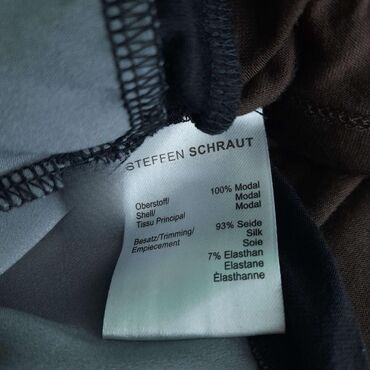 STEFFEN SCHRAUT
Oberstoff/ 100% Modal
Shell/ Modal
Tissu Principal Modal
Besatz/Trimming/ 93% Seide
Empiecement Silk
Soie
7% Elasthan
Elastane
Èlasthanne